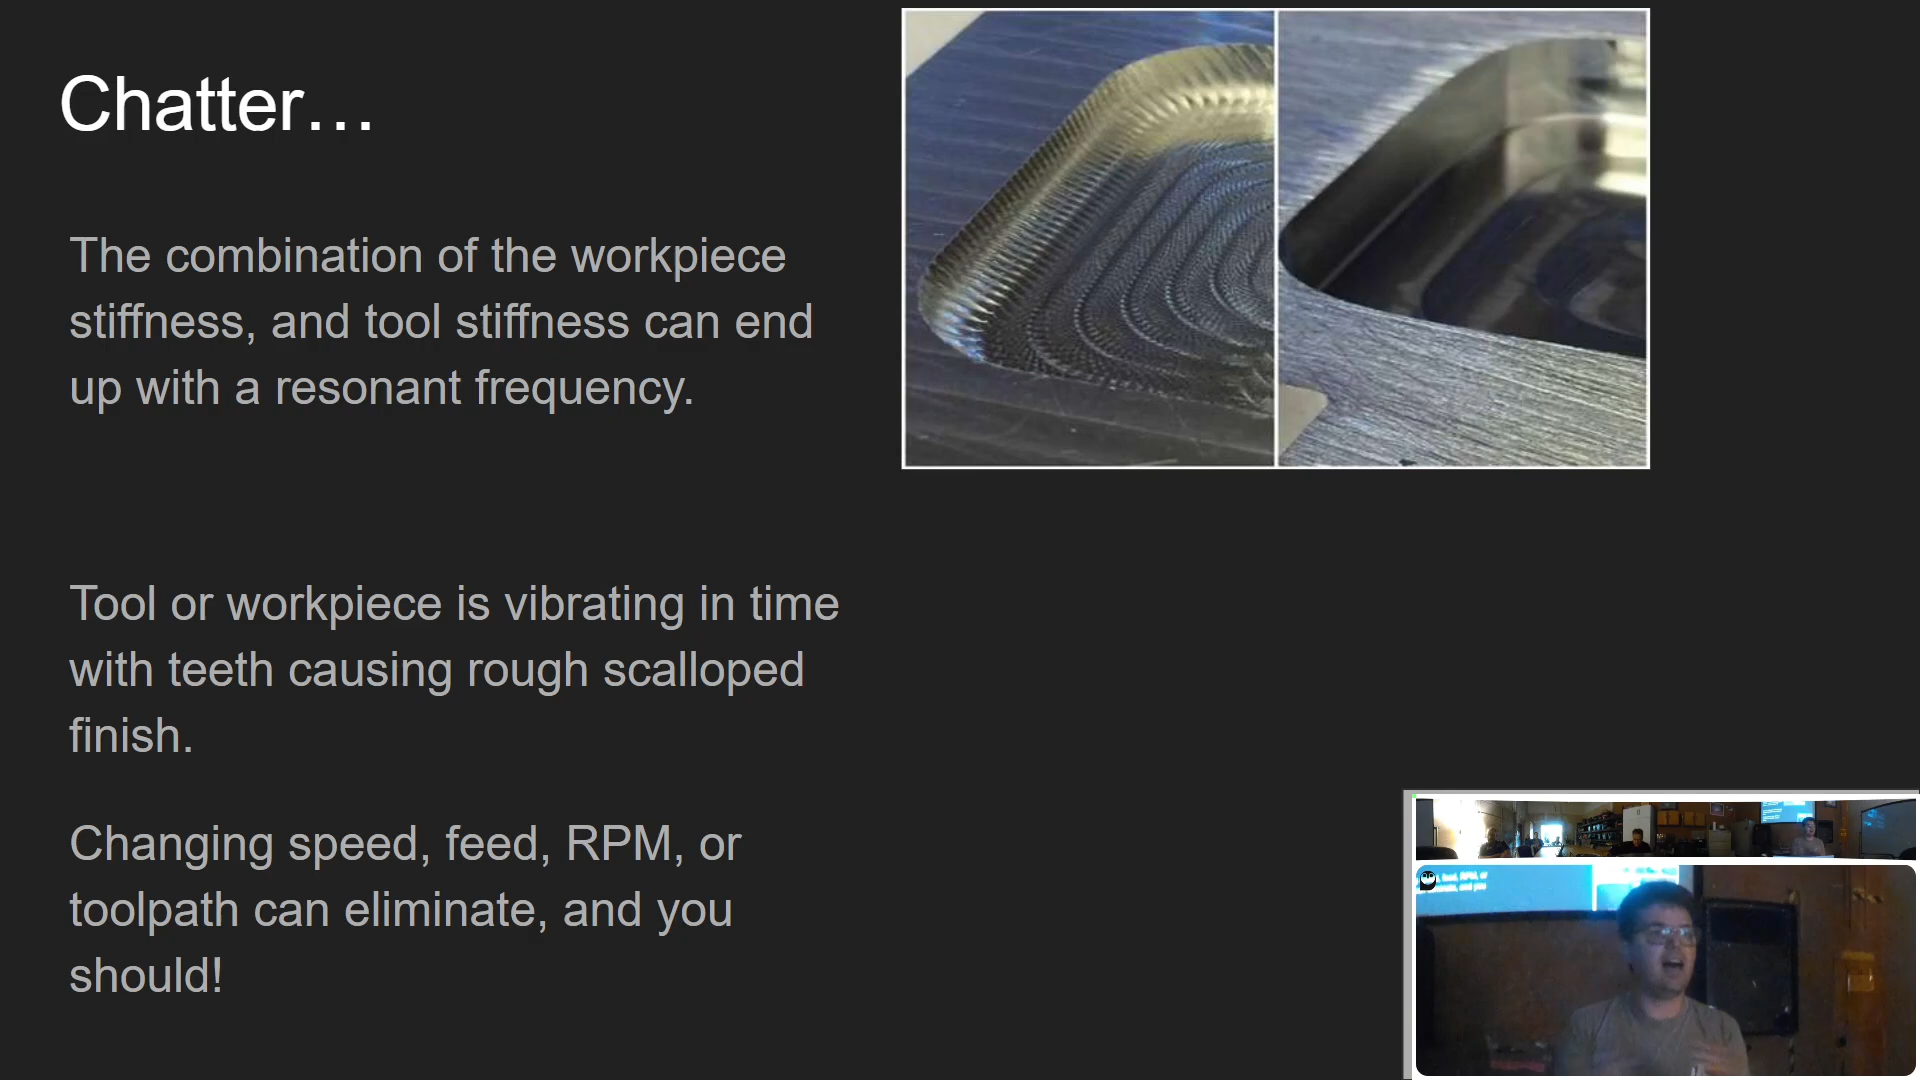 Chatter…
The combination of the workpiece
stiffness, and tool stiffness can end
up with a resonant frequency.
Tool or workpiece is vibrating in time
with teeth causing rough scalloped
finish.
Changing speed, feed, RPM, or
toolpath can eliminate, and you
should!